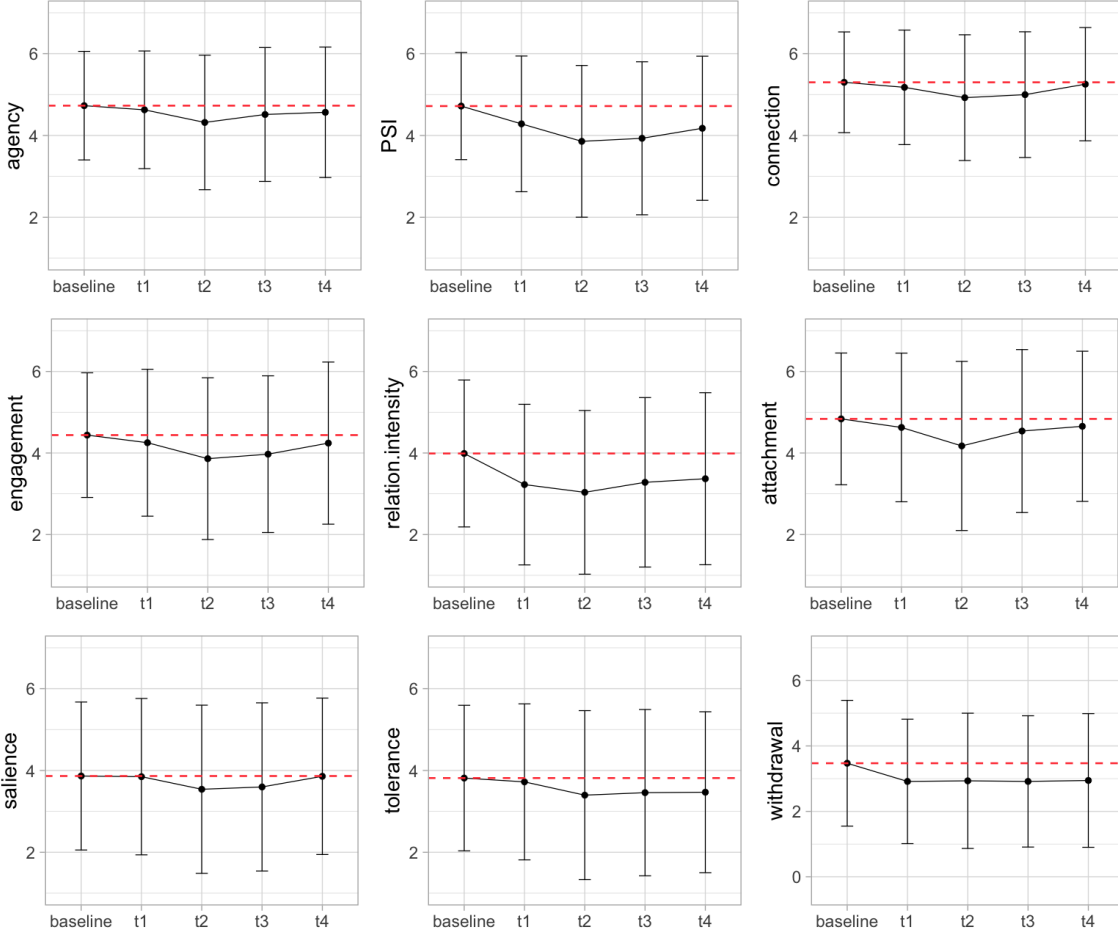 agency
6
4
2
baseline t1 t2 t3 t4
PSI
6
4
2
baseline t1 t2 t3 t4
connection
6
4
2
baseline t1 t2 t3 t4
engagement
6
4
2
baseline t1 t2 t3 t4
relation.intensity
6
4
2
baseline t1 t2 t3 t4
attachment
6
4
2
baseline t1 t2 t3 t4
salience
6
4
2
baseline t1 t2 t3 t4
tolerance
6
4
2
baseline t1 t2 t3 t4
withdrawal
6
4
2
0
baseline t1 t2 t3 t4